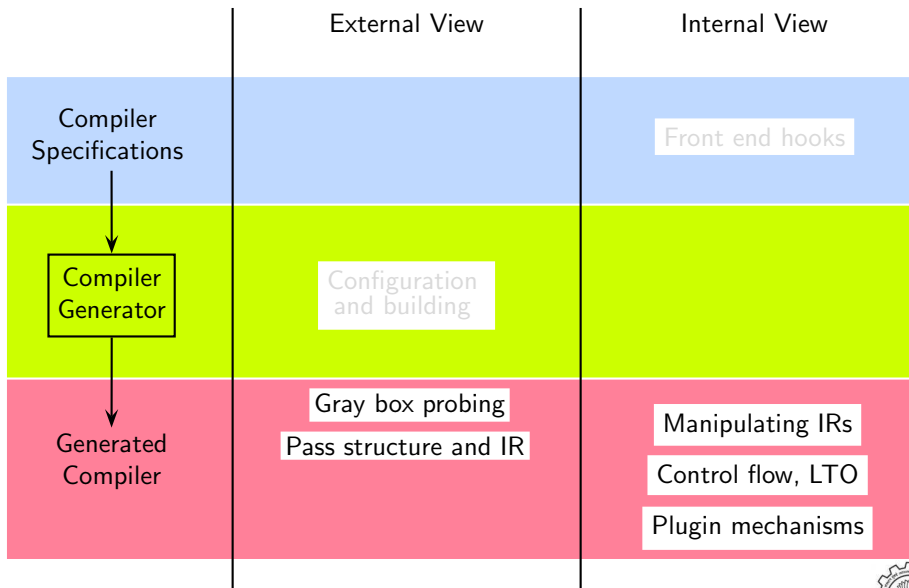 External View
Internal View
Compiler
Specifications
Front end hooks
Compiler
Generator
Configuration
and building
Gray box probing
Pass structure and IR
Generated
Compiler
Manipulating IRs
Control flow, LTO
Plugin mechanisms